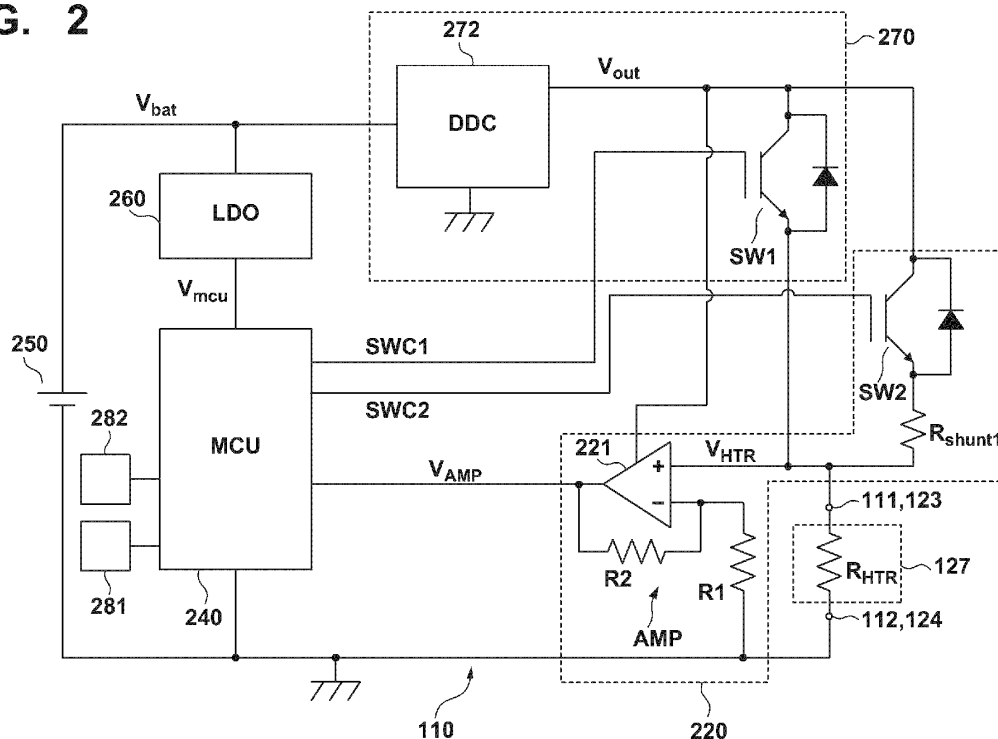 G. 2
272
270
Vout
Vbat
DDC
260
LDO
SW1
Vmcu
250
SWC1
SW2
SWC2
282
MCU
Rshunt1
221
VHTR
VAMP
+
−
111,123
R2
R1
RHTR
127
281
240
AMP
112,124
110
220